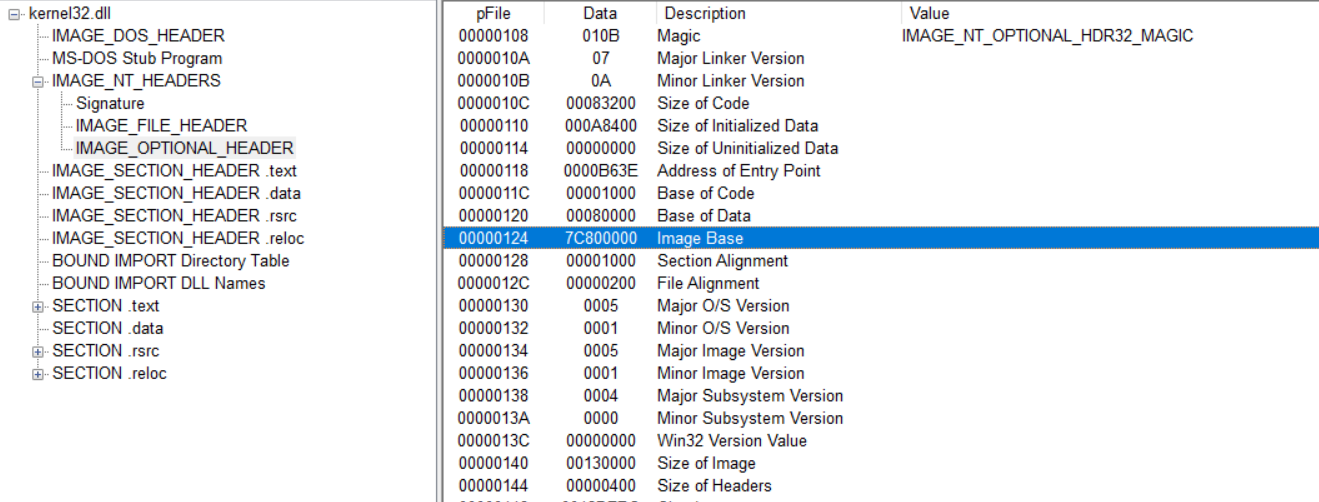 kernel32.dll
IMAGE_DOS_HEADER
MS-DOS Stub Program
IMAGE_NT_HEADERS
Signature
IMAGE_FILE_HEADER
IMAGE_OPTIONAL_HEADER
IMAGE_SECTION_HEADER .text
IMAGE_SECTION_HEADER .data
IMAGE_SECTION_HEADER .rsrc
IMAGE_SECTION_HEADER .reloc
BOUND IMPORT Directory Table
BOUND IMPORT DLL Names
SECTION .text
SECTION .data
SECTION .rsrc
SECTION .reloc
pFile Data Description Value
00000108 010B Magic IMAGE_NT_OPTIONAL_HDR32_MAGIC
0000010A 07 Major Linker Version
0000010B 0A Minor Linker Version
0000010C 00083200 Size of Code
00000110 000A8400 Size of Initialized Data
00000114 00000000 Size of Uninitialized Data
00000118 0000B63E Address of Entry Point
0000011C 00001000 Base of Code
00000120 00080000 Base of Data
00000124 7C800000 Image Base
00000128 00001000 Section Alignment
0000012C 00000200 File Alignment
00000130 0005 Major O/S Version
00000132 0001 Minor O/S Version
00000134 0005 Major Image Version
00000136 0001 Minor Image Version
00000138 0004 Major Subsystem Version
0000013A 0000 Minor Subsystem Version
0000013C 00000000 Win32 Version Value
00000140 00130000 Size of Image
00000144 00000400 Size of Headers